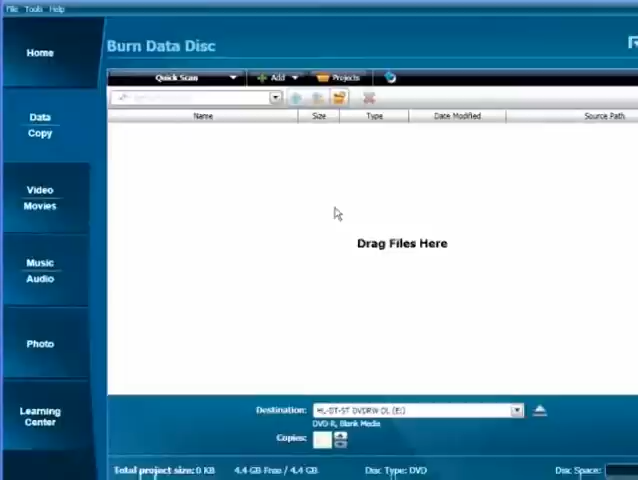 File Tools Help
Home
Burn Data Disc
Quick Scan Add Projects
Data
Copy
Name Size Type Date Modified Source Path
Video
Movies
Drag Files Here
Music
Audio
Photo
Learning
Center
Destination: HL-DT-ST DVDRW DL (E:)
DVD-R, Blank Media
Copies:
Total project size: 0 KB 4.4 GB Free / 4.4 GB Disc Type: DVD Disc Space: